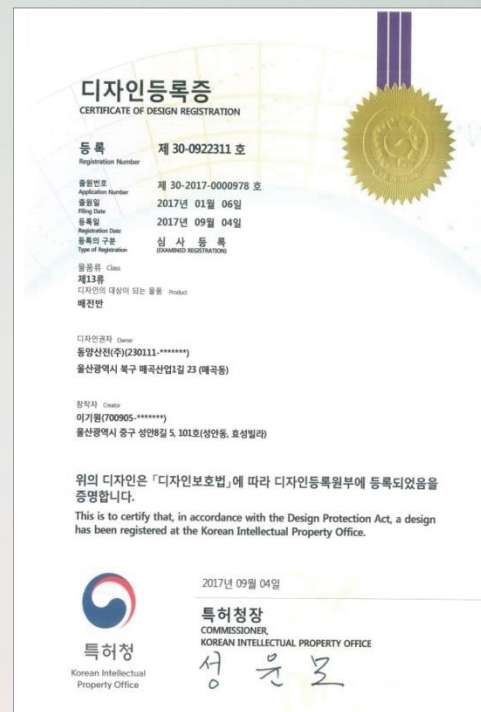 디자인등록증
CERTIFICATE OF DESIGN REGISTRATION
등록 제 30-0922311 호
Registration Number
출원번호 제 30-2017-0000978 호
Application Number
출원일 2017년 01월 06일
Filing Date
등록일 2017년 09월 04일
Registration Date
등록의 구분 심 사 등 록
Type of Registration (EXAMINED REGISTRATION)
물품류 Class
제13류
디자인의 대상이 되는 물품 Product
배전반
디자인권자 Owner
동양산전(주)(230111-*******)
울산광역시 북구 매곡산업1길 23 (매곡동)
창작자 Creator
이기원(700905-*******)
울산광역시 중구 성안8길 5, 101호(성안동, 효성빌라)
위의 디자인은 「디자인보호법」에 따라 디자인등록원부에 등록되었음을
증명합니다.
This is to certify that, in accordance with the Design Protection Act, a design
has been registered at the Korean Intellectual Property Office.
2017년 09월 04일
특허청장
COMMISSIONER,
KOREAN INTELLECTUAL PROPERTY OFFICE
성윤모
특허청
Korean Intellectual
Property Office